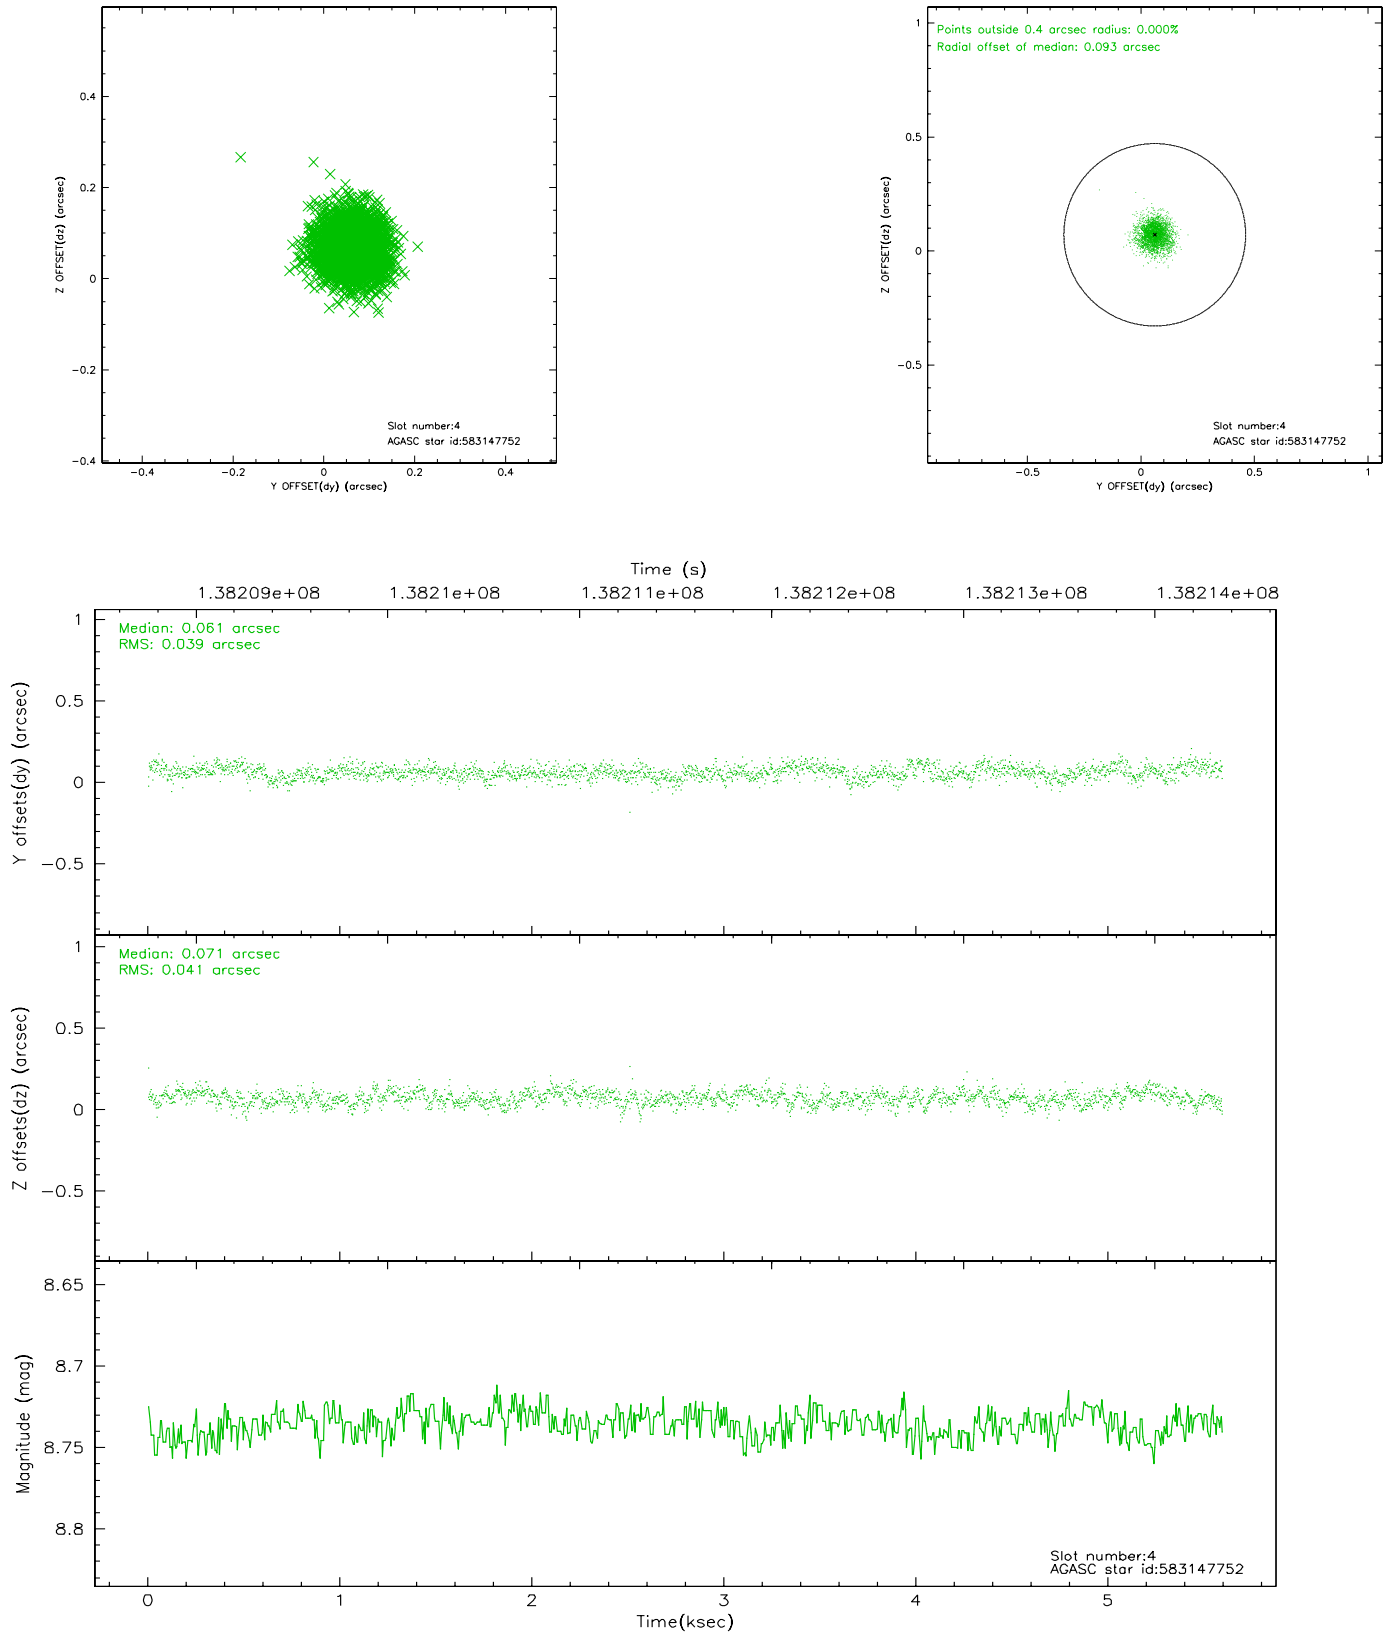 0.4
0.2
0
−0.2
−0.4
−0.4
−0.2
0
0.2
0.4
Z OFFSET(dz) (arcsec)
Y OFFSET(dy) (arcsec)
Slot number:4
AGASC star id:583147752
Points outside 0.4 arcsec radius: 0.000%
Radial offset of median: 0.093 arcsec
1
0.5
0
−0.5
−0.5
0
0.5
1
Z OFFSET(dz) (arcsec)
Y OFFSET(dy) (arcsec)
Slot number:4
AGASC star id:583147752
Time (s)
1.38209e+08
1.3821e+08
1.38211e+08
1.38212e+08
1.38213e+08
1.38214e+08
Median: 0.061 arcsec
RMS: 0.039 arcsec
1
0.5
0
−0.5
Y offsets(dy) (arcsec)
Median: 0.071 arcsec
RMS: 0.041 arcsec
1
0.5
0
−0.5
Z offsets(dz) (arcsec)
8.65
8.7
8.75
8.8
Magnitude (mag)
Slot number:4
AGASC star id:583147752
0
1
2
3
4
5
Time(ksec)